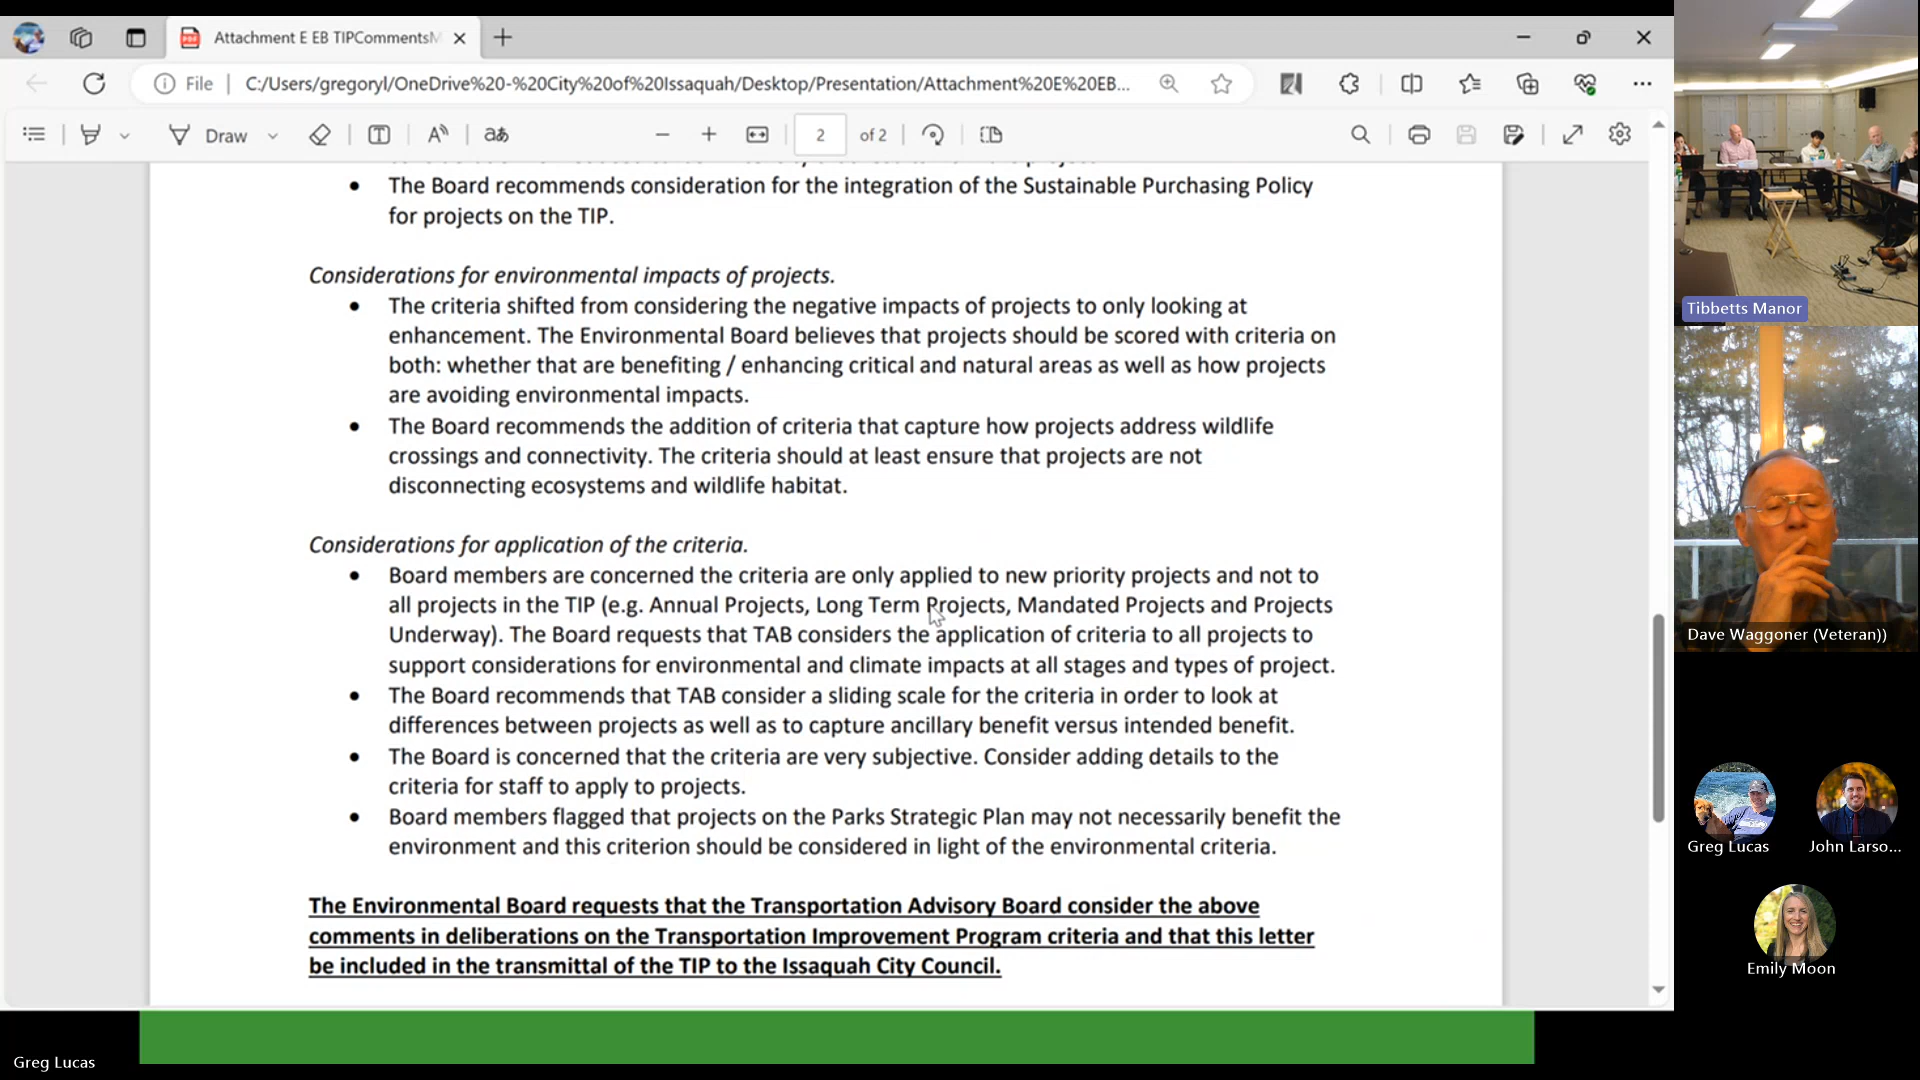 Attachment E EB TIPCommentsM
File
C:/Users/gregoryl/OneDrive%20-%20City%20of%20Issaquah/Desktop/Presentation/Attachment%20E%20EB...
Draw
2
of 2
The Board recommends consideration for the integration of the Sustainable Purchasing Policy
for projects on the TIP.
Considerations for environmental impacts of projects.
The criteria shifted from considering the negative impacts of projects to only looking at
enhancement. The Environmental Board believes that projects should be scored with criteria on
both: whether that are benefiting / enhancing critical and natural areas as well as how projects
are avoiding environmental impacts.
The Board recommends the addition of criteria that capture how projects address wildlife
crossings and connectivity. The criteria should at least ensure that projects are not
disconnecting ecosystems and wildlife habitat.
Considerations for application of the criteria.
Board members are concerned the criteria are only applied to new priority projects and not to
all projects in the TIP (e.g. Annual Projects, Long Term Projects, Mandated Projects and Projects
Underway). The Board requests that TAB considers the application of criteria to all projects to
support considerations for environmental and climate impacts at all stages and types of project.
The Board recommends that TAB consider a sliding scale for the criteria in order to look at
differences between projects as well as to capture ancillary benefit versus intended benefit.
The Board is concerned that the criteria are very subjective. Consider adding details to the
criteria for staff to apply to projects.
Board members flagged that projects on the Parks Strategic Plan may not necessarily benefit the
environment and this criterion should be considered in light of the environmental criteria.
The Environmental Board requests that the Transportation Advisory Board consider the above
comments in deliberations on the Transportation Improvement Program criteria and that this letter
be included in the transmittal of the TIP to the Issaquah City Council.
Greg Lucas
Tibbetts Manor
Dave Waggoner (Veteran))
Greg Lucas
John Larso...
Emily Moon